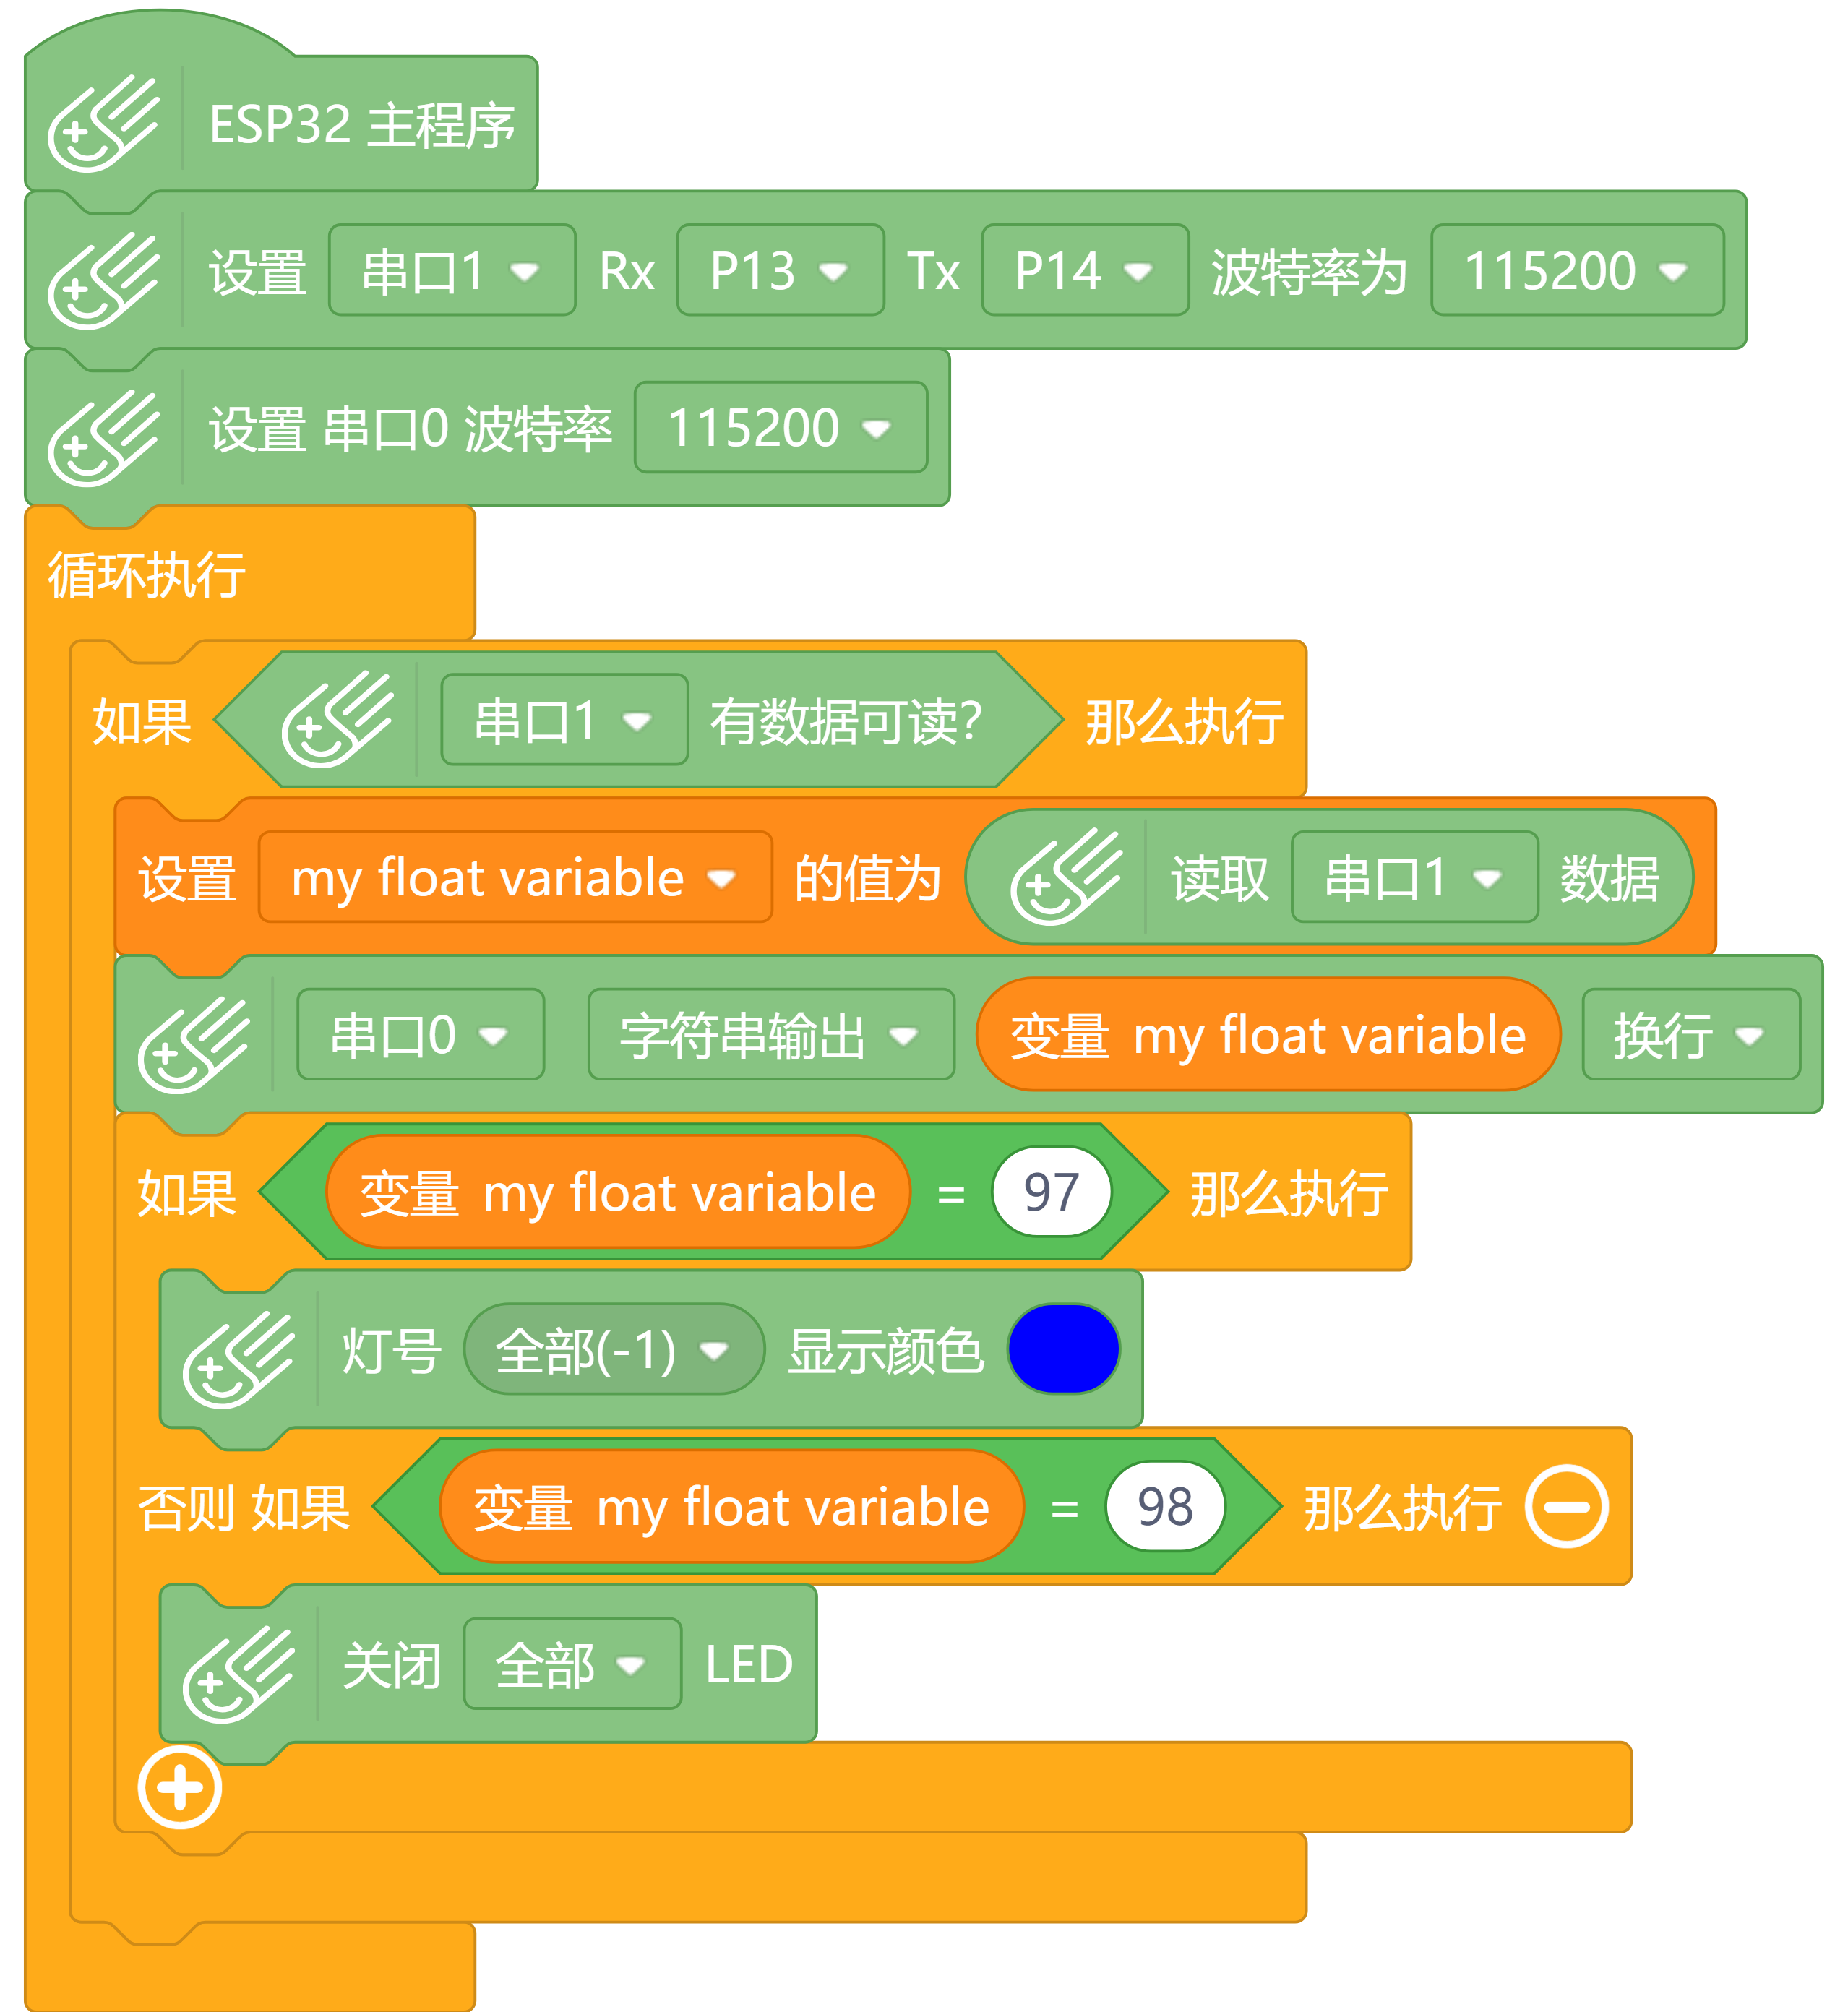 ESP32 主程序
设置 串口1 Rx P13 Tx P14 波特率为 115200
设置 串口0 波特率 115200
循环执行
如果 串口1 有数据可读? 那么执行
设置 my float variable 的值为 读取 串口1 数据
串口0 字符串输出 变量 my float variable 换行
如果 变量 my float variable = 97 那么执行
灯号 全部(-1) 显示颜色
否则 如果 变量 my float variable = 98 那么执行
关闭 全部 LED